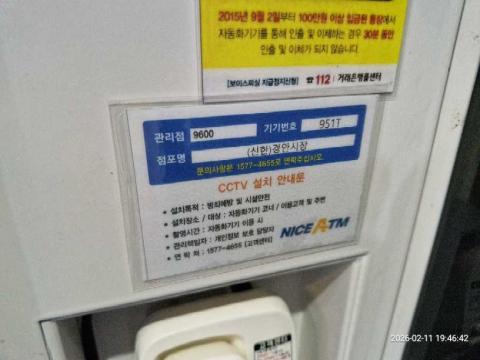 2015년 9월 2일부터 100만원 이상 입금된 통장에서
자동화기기를 통해 인출 및 이체하는 경우 30분 동안
인출 및 이체가 되지 않습니다.
[보이스피싱 지급정지신청] ☎ 112 / 거래은행콜센터
관리점 9600 기기번호 951T
점포명 (신한)경안시장
문의사항은 1577-4655로 연락주십시오.
CCTV 설치 안내문
• 설치목적 : 범죄예방 및 시설안전
• 설치장소 / 대상 : 자동화기기 코너 / 이용고객 및 주변
• 촬영시간 : 자동화기기 이용 시
• 관리책임자 : 개인정보 보호 담당자
• 연 락 처 : 1577-4655 (고객센터)
NICE ATM
2026-02-11 19:46:42